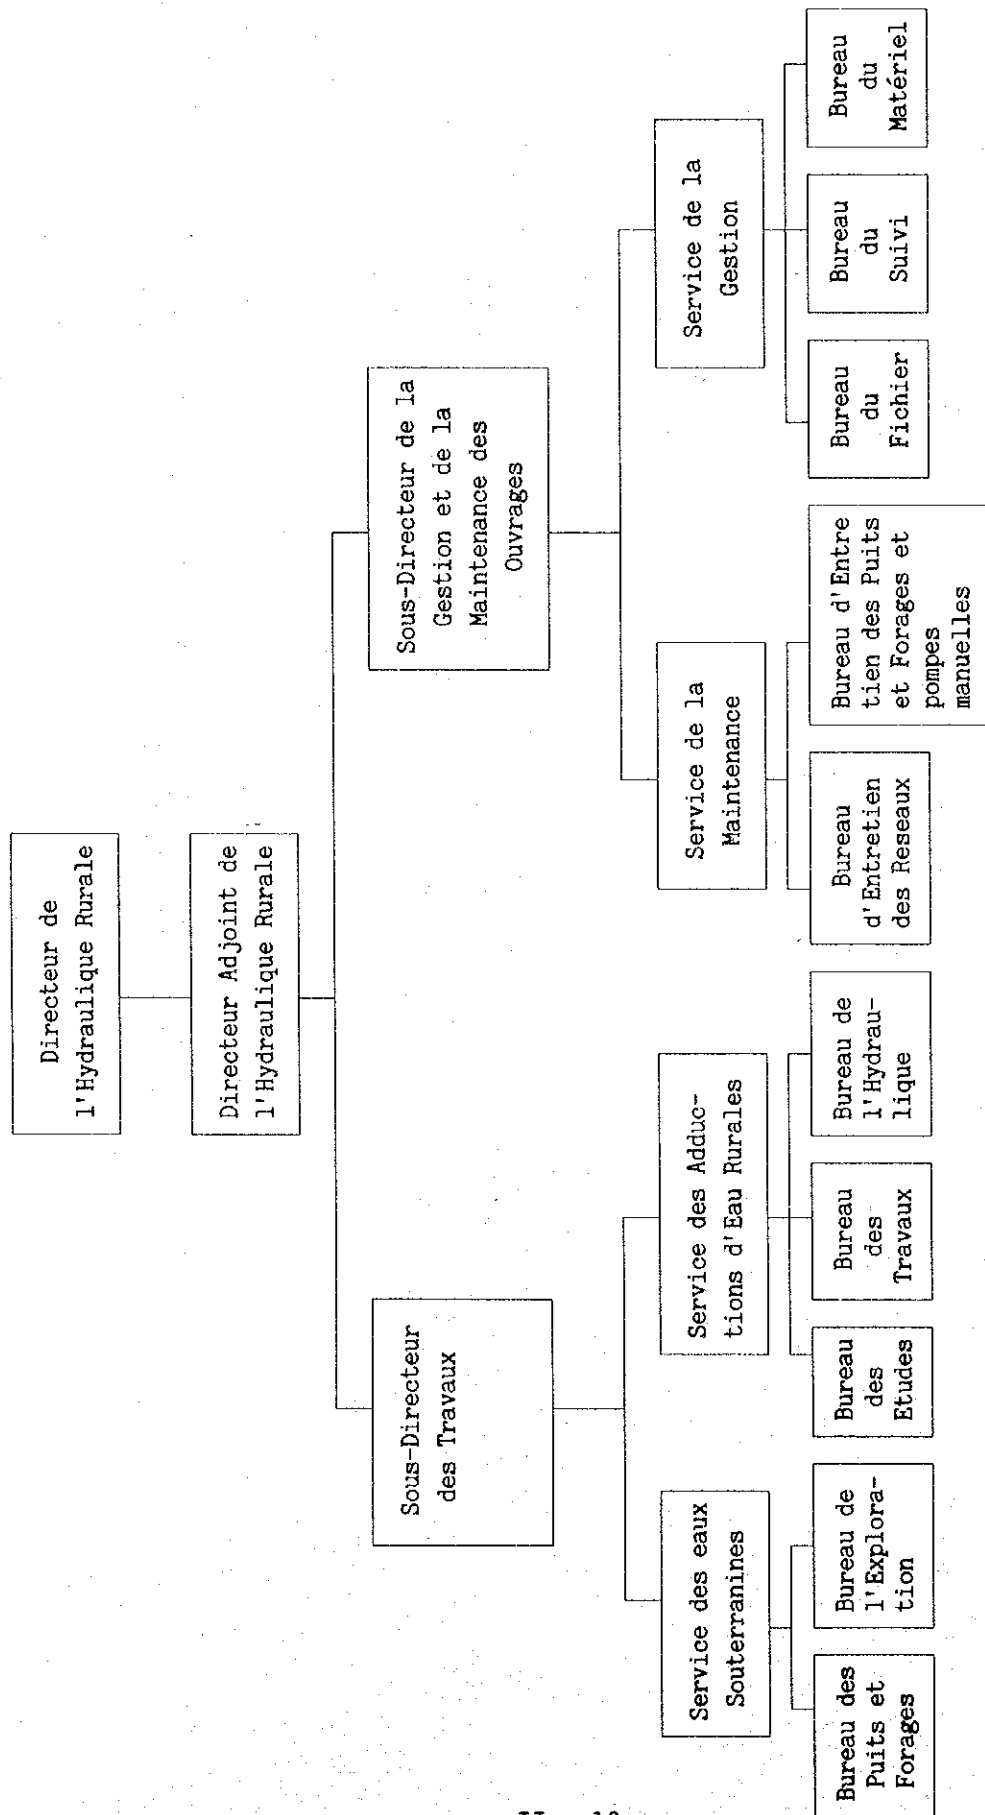 Directeur de
l'Hydraulique Rurale
Directeur Adjoint de
l'Hydraulique Rurale
Sous-Directeur
des Travaux
Sous-Directeur de la
Gestion et de la
Maintenance des
Ouvrages
Service des eaux
Souterranines
Service des Adduc-
tions d'Eau Rurales
Service de la
Maintenance
Service de la
Gestion
Bureau des
Puits et
Forages
Bureau de
l'Explora-
tion
Bureau
des
Etudes
Bureau
des
Travaux
Bureau de
l'Hydrau-
lique
Bureau
d'Entretien
des Reseaux
Bureau d'Entre
tien des Puits
et Forages et
pompes
manuelles
Bureau
du
Fichier
Bureau
du
Suivi
Bureau
du
Matériel